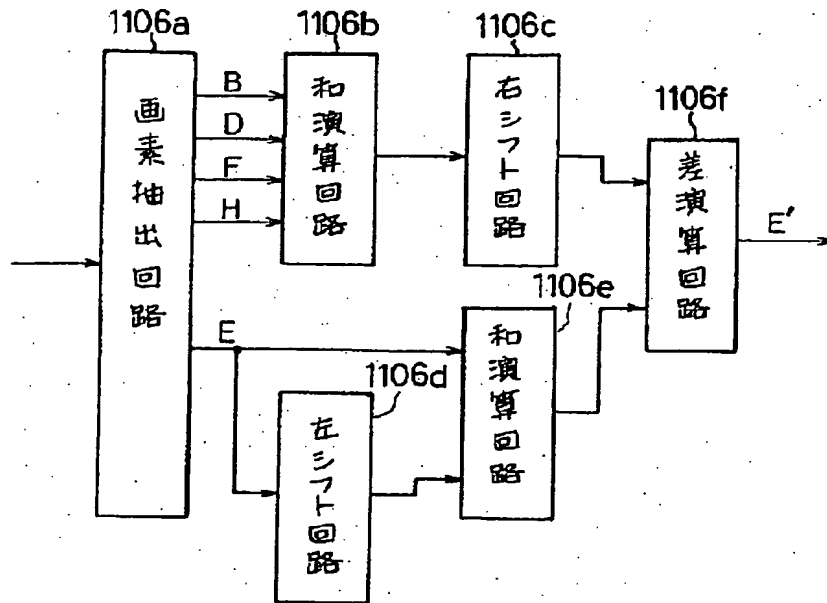 1106a
1106b
1106c
1106f
画素抽出回路
B
D
F
H
和演算回路
右シフト回路
差演算回路
E′
1106e
E
1106d
和演算回路
左シフト回路